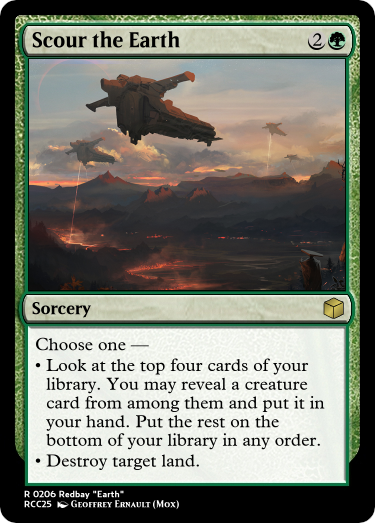 Scour the Earth 2
Sorcery
Choose one —
• Look at the top four cards of your
library. You may reveal a creature
card from among them and put it in
your hand. Put the rest on the
bottom of your library in any order.
• Destroy target land.
R 0206 Redbay "Earth"
RCC25 Geoffrey Ernault (Mox)